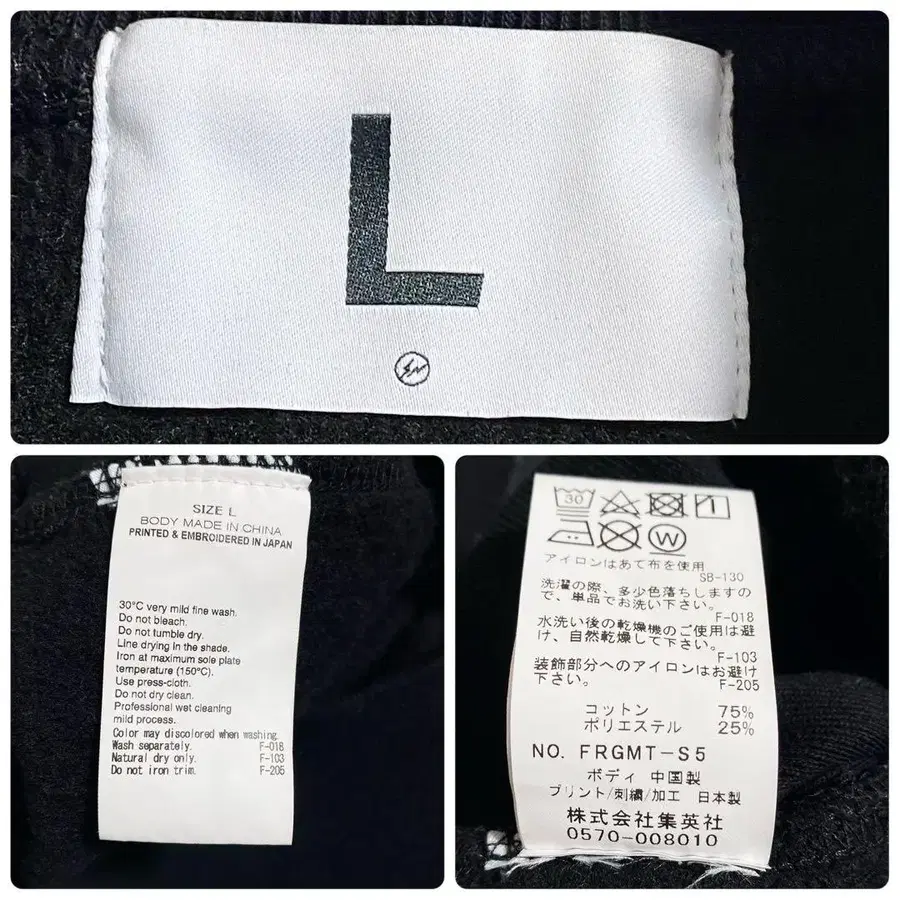 L
SIZE L
BODY MADE IN CHINA
PRINTED & EMBROIDERED IN JAPAN
30°C very mild fine wash.
Do not bleach.
Do not tumble dry.
Line drying in the shade.
Iron at maximum sole plate
temperature (150°C).
Use press-cloth.
Do not dry clean.
Professional wet cleaning
mild process.
Color may discolored when washing.
Wash separately. F-018
Natural dry only. F-103
Do not iron trim. F-205
30
W
アイロンはあて布を使用
SB-130
洗濯の際、多少色落ちしますの
で、単品でお洗い下さい。
F-018
水洗い後の乾燥機のご使用は避
け、自然乾燥して下さい。
F-103
装飾部分へのアイロンはお避け
下さい。 F-205
コットン 75%
ポリエステル 25%
NO. FRGMT-S5
ボディ 中国製
プリント/刺繍/加工 日本製
株式会社集英社
0570-008010